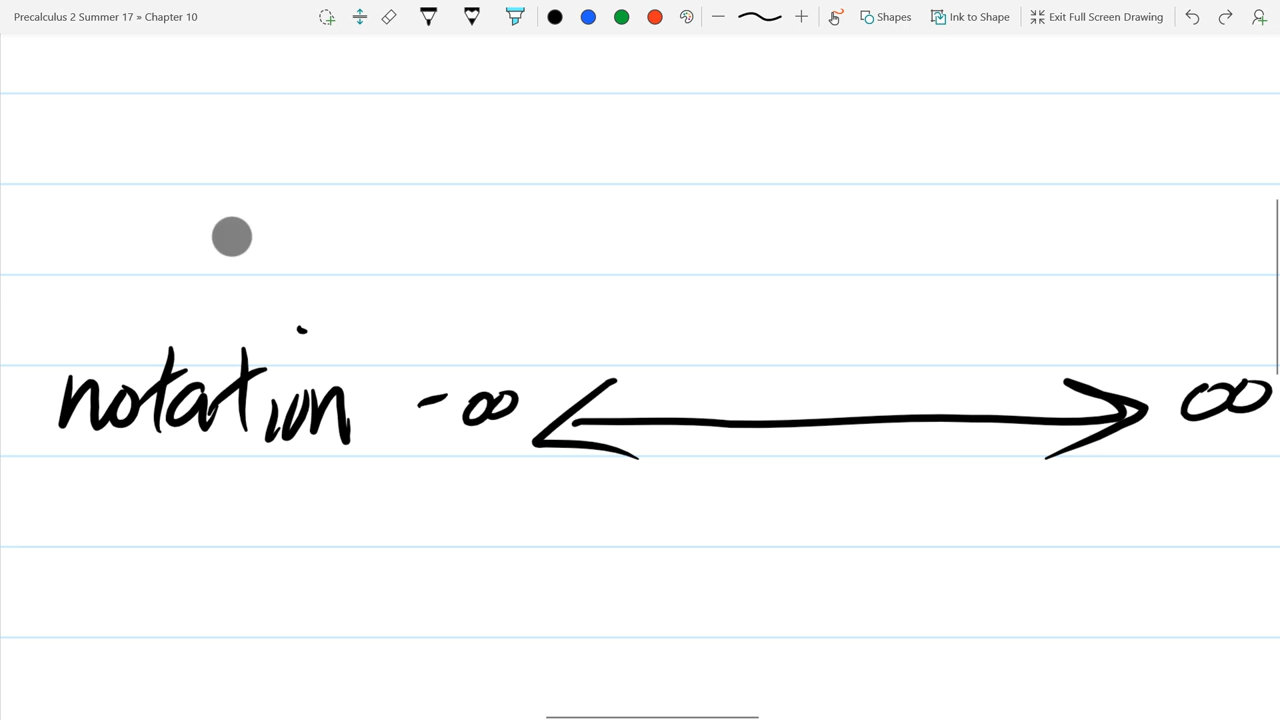 Precalculus 2 Summer 17 » Chapter 10
Shapes
Ink to Shape
Exit Full Screen Drawing
notation -∞ ∞